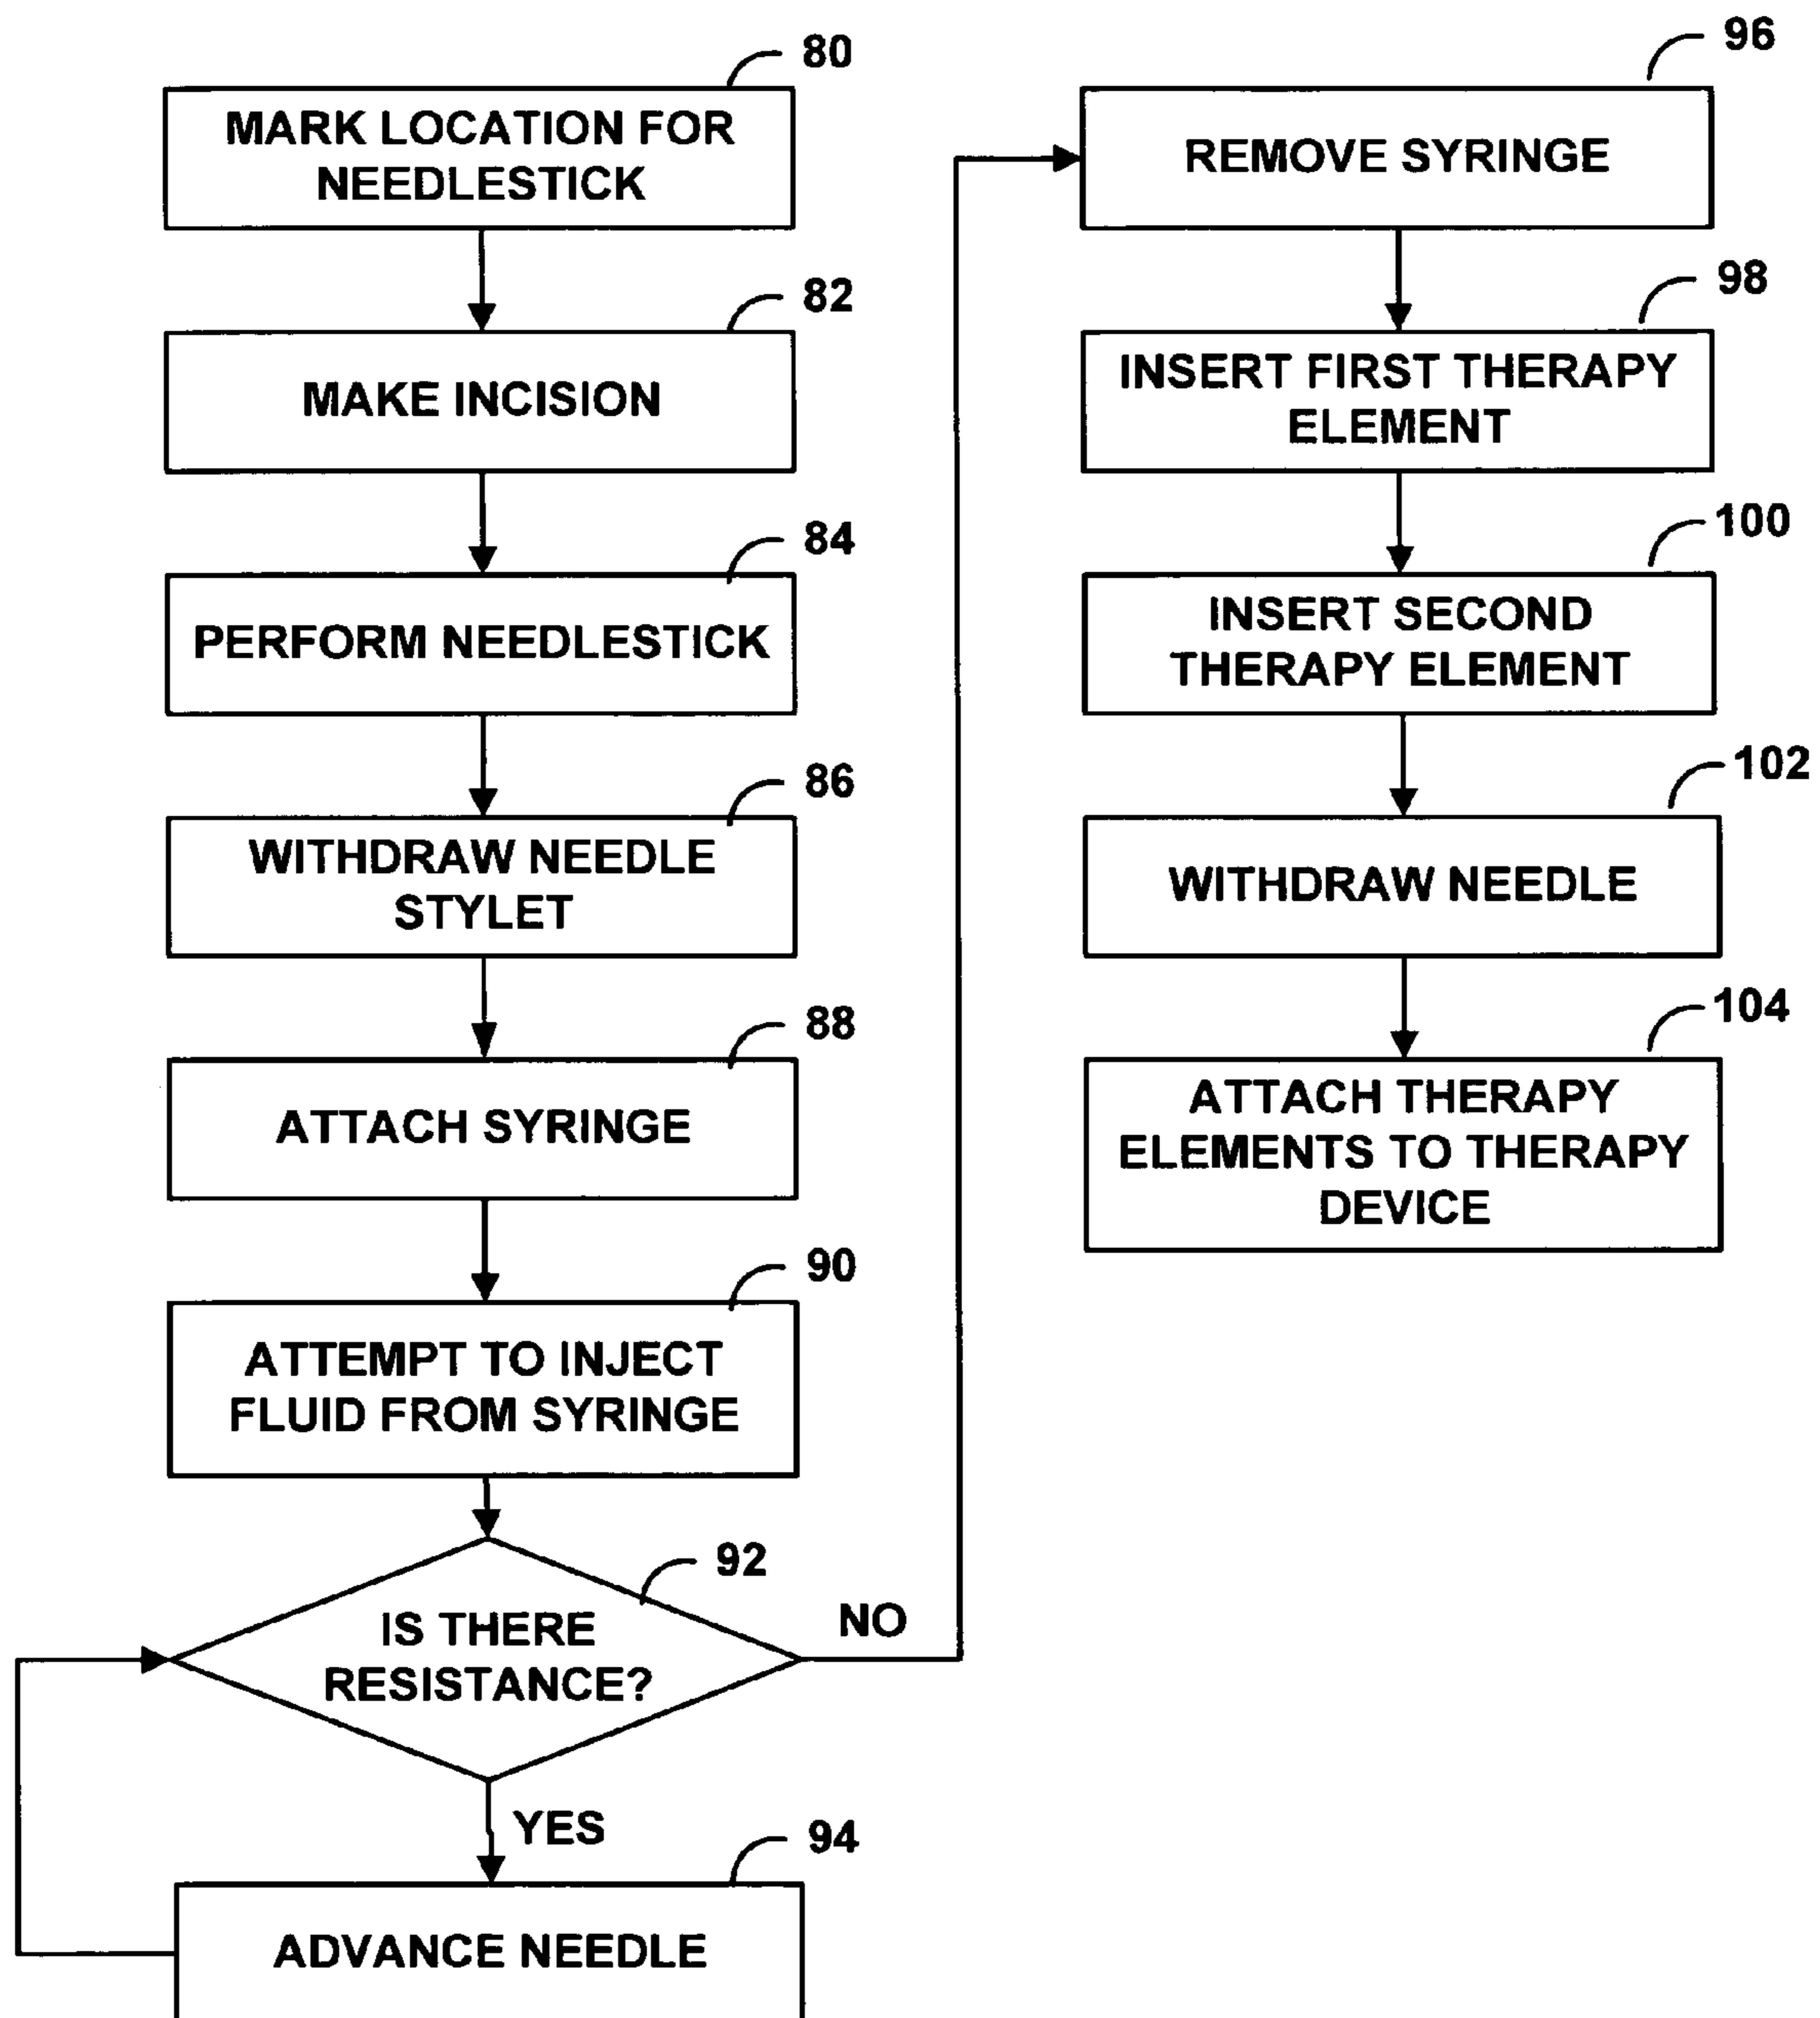 80
MARK LOCATION FOR
NEEDLESTICK
82
MAKE INCISION
84
PERFORM NEEDLESTICK
86
WITHDRAW NEEDLE
STYLET
88
ATTACH SYRINGE
90
ATTEMPT TO INJECT
FLUID FROM SYRINGE
92
IS THERE
RESISTANCE?
NO
YES
94
ADVANCE NEEDLE
96
REMOVE SYRINGE
98
INSERT FIRST THERAPY
ELEMENT
100
INSERT SECOND
THERAPY ELEMENT
102
WITHDRAW NEEDLE
104
ATTACH THERAPY
ELEMENTS TO THERAPY
DEVICE